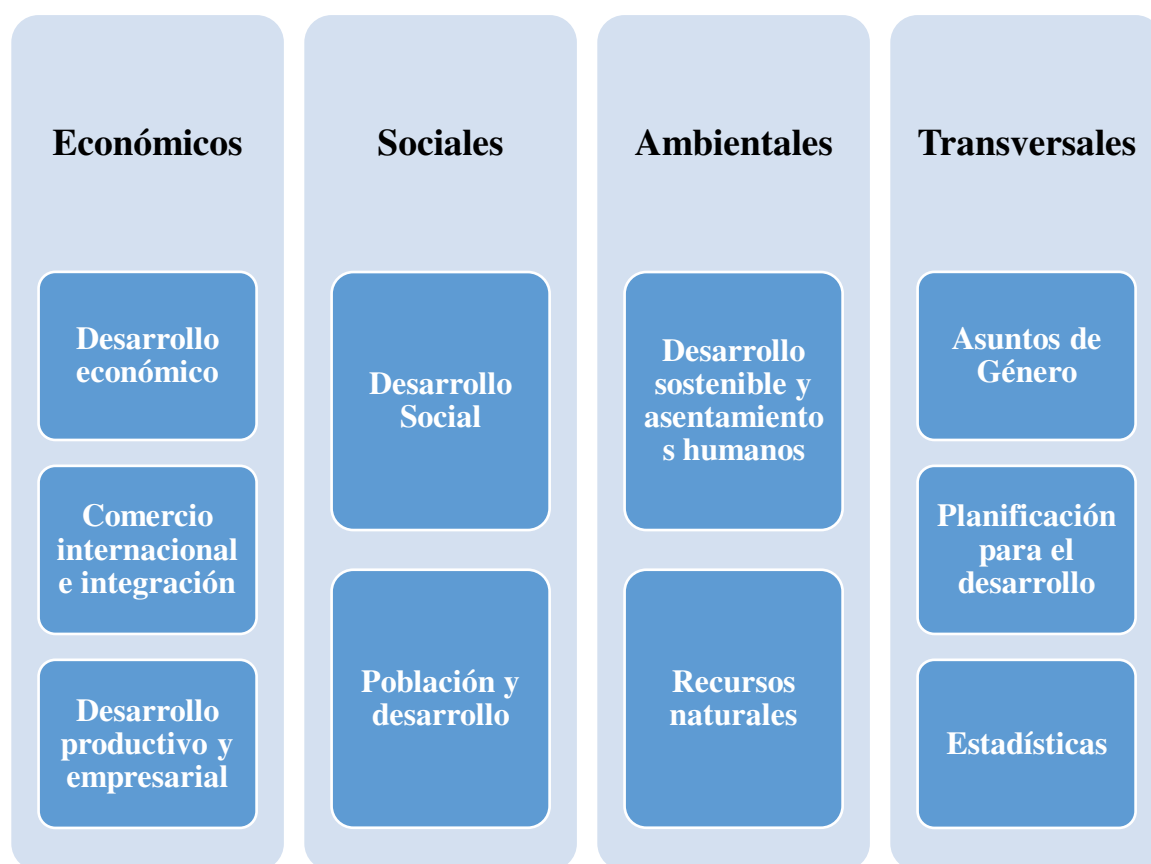 Económicos
Desarrollo
económico
Comercio
internacional
e integración
Desarrollo
productivo y
empresarial
Sociales
Desarrollo
Social
Población y
desarrollo
Ambientales
Desarrollo
sostenible y
asentamiento
s humanos
Recursos
naturales
Transversales
Asuntos de
Género
Planificación
para el
desarrollo
Estadísticas